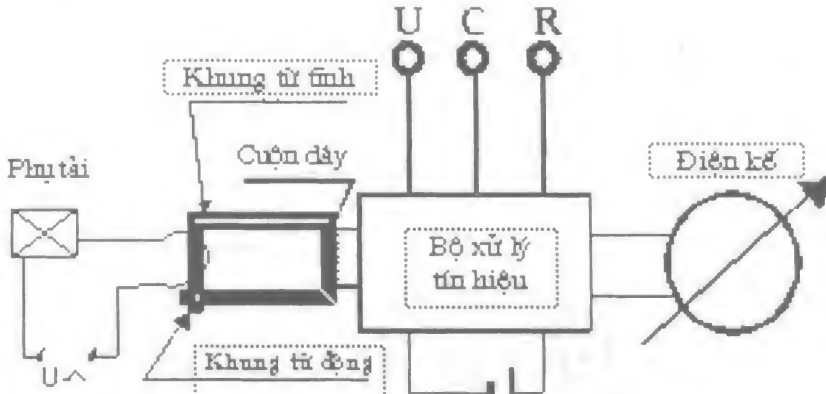 U C R
Khung từ tĩnh
Phụ tải
Cuộn dây
Điện kế
Bộ xử lý
tín hiệu
U~
Khung từ động